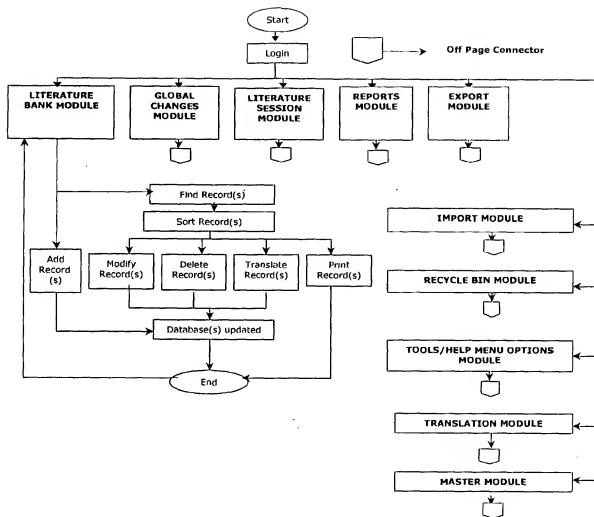 Start
Login
Off Page Connector
LITERATURE
BANK MODULE
GLOBAL
CHANGES
MODULE
LITERATURE
SESSION
MODULE
REPORTS
MODULE
EXPORT
MODULE
Find Record(s)
Sort Record(s)
Add
Record
(s)
Modify
Record(s)
Delete
Record(s)
Translate
Record(s)
Print
Record(s)
Database(s) updated
End
IMPORT MODULE
RECYCLE BIN MODULE
TOOLS/HELP MENU OPTIONS
MODULE
TRANSLATION MODULE
MASTER MODULE